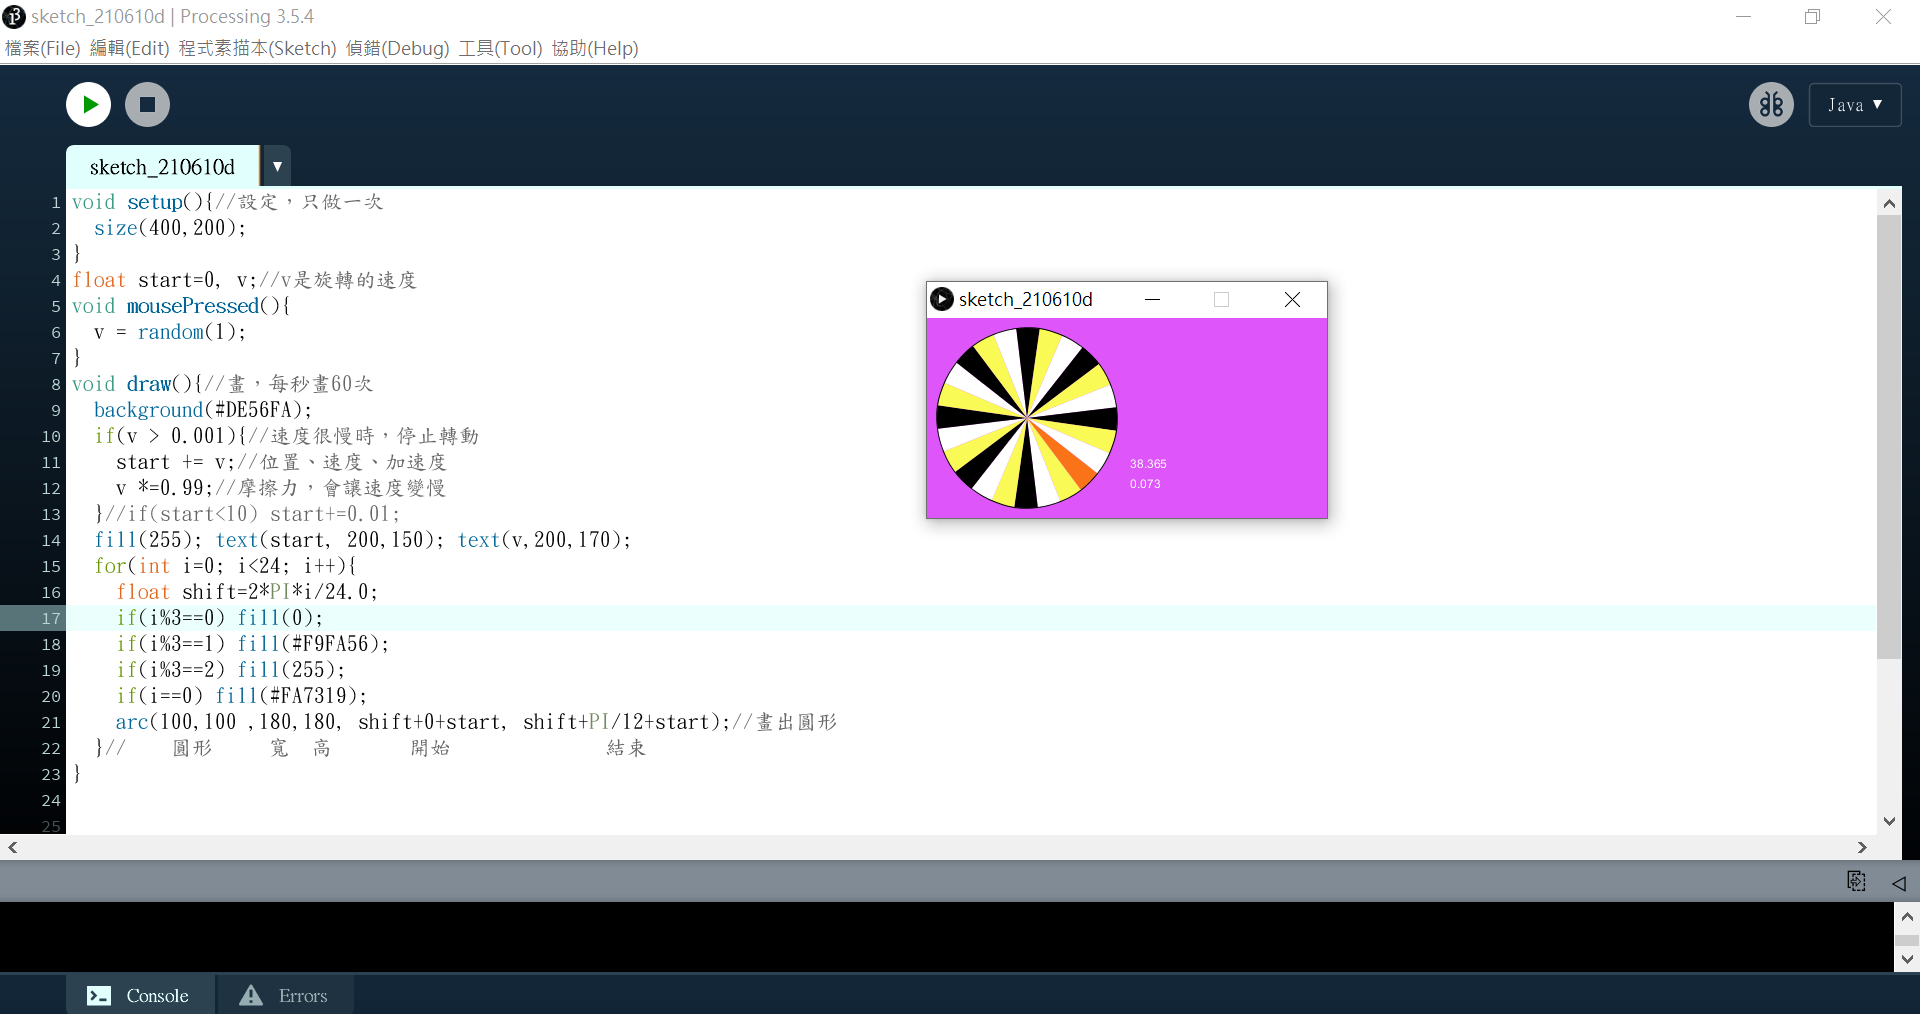 sketch_210610d | Processing 3.5.4
檔案(File) 編輯(Edit) 程式素描本(Sketch) 偵錯(Debug) 工具(Tool) 協助(Help)
Java ▼
sketch_210610d ▼
1 void setup(){//設定，只做一次
2   size(400,200);
3 }
4 float start=0, v;//v是旋轉的速度
5 void mousePressed(){
6   v = random(1);
7 }
8 void draw(){//畫，每秒畫60次
9   background(#DE56FA);
10   if(v > 0.001){//速度很慢時，停止轉動
11     start += v;//位置、速度、加速度
12     v *=0.99;//摩擦力，會讓速度變慢
13   }//if(start<10) start+=0.01;
14   fill(255); text(start, 200,150); text(v,200,170);
15   for(int i=0; i<24; i++){
16     float shift=2*PI*i/24.0;
17     if(i%3==0) fill(0);
18     if(i%3==1) fill(#F9FA56);
19     if(i%3==2) fill(255);
20     if(i==0) fill(#FA7319);
21     arc(100,100 ,180,180, shift+0+start, shift+PI/12+start);//畫出圓形
22   }//    圓形     寬  高       開始              結束
23 }
24
25
sketch_210610d
38.365
0.073
Console
Errors